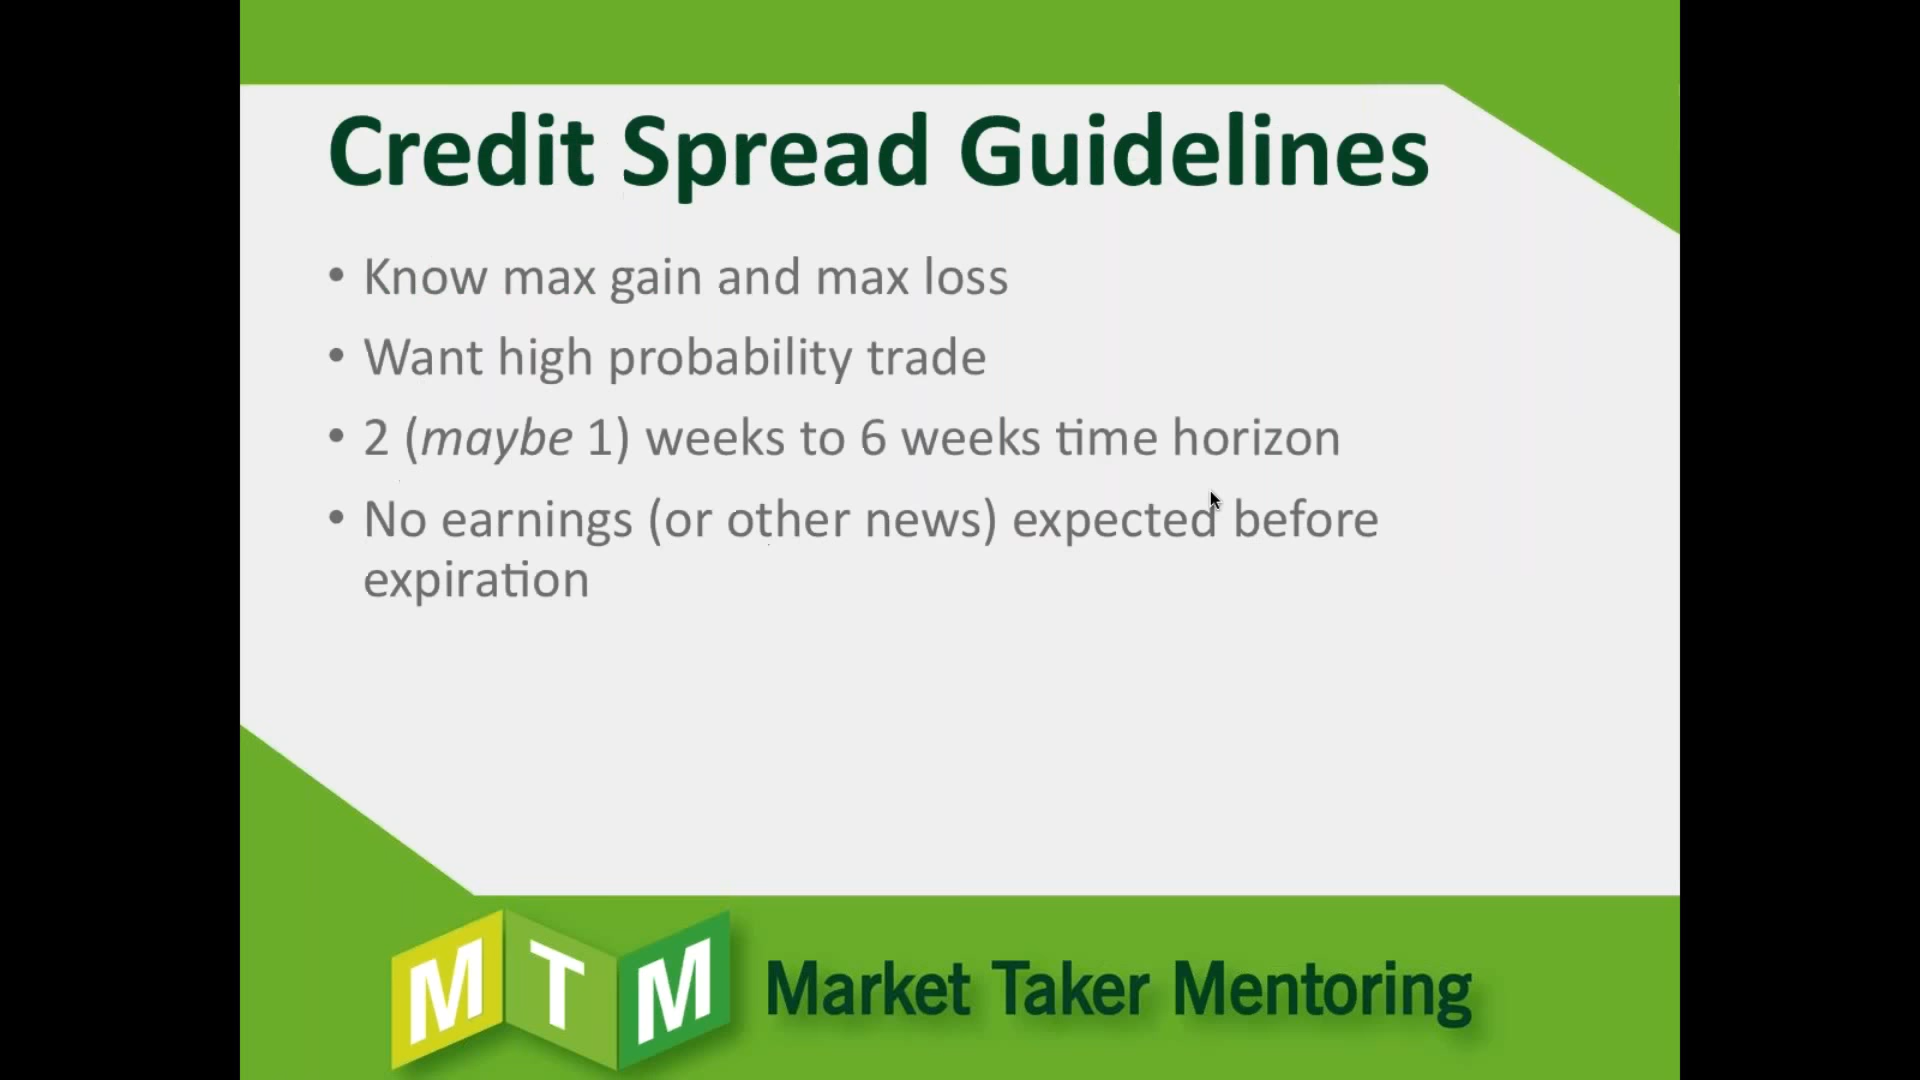 Credit Spread Guidelines
• Know max gain and max loss
• Want high probability trade
• 2 (maybe 1) weeks to 6 weeks time horizon
• No earnings (or other news) expected before
expiration
MTM Market Taker Mentoring